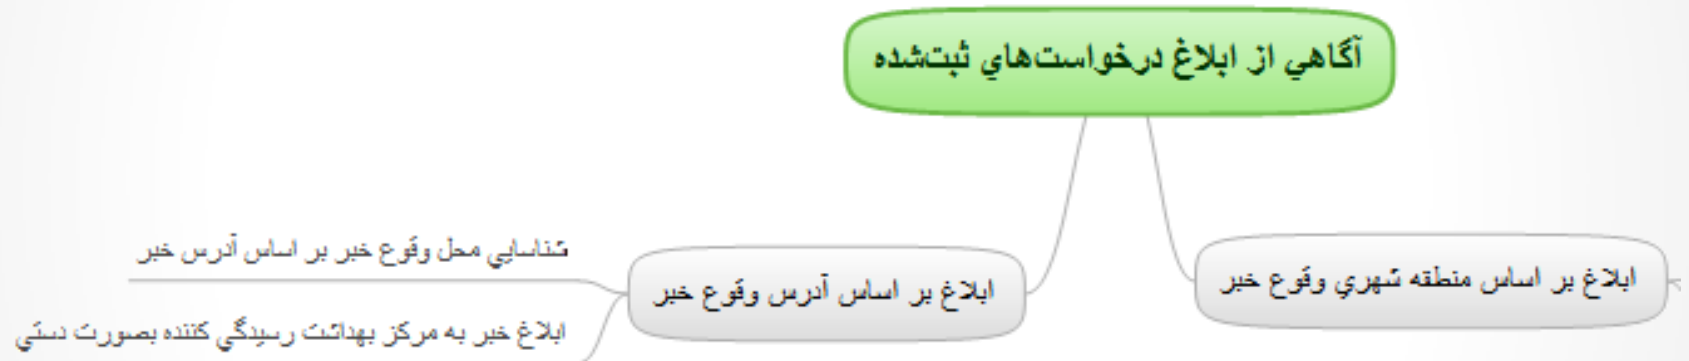 آگاهي از ابلاغ درخواست‌هاي ثبت‌شده
ابلاغ بر اساس منطقه شهري وقوع خبر
ابلاغ بر اساس آدرس وقوع خبر
شناسايي محل وقوع خبر بر اساس آدرس خبر
ابلاغ خبر به مركز بهداشت رسيدگي كننده بصورت دستي